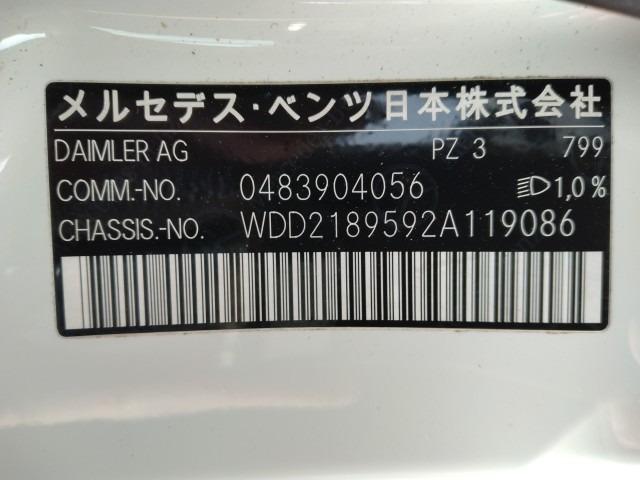 メルセデス・ベンツ日本株式会社
DAIMLER AG PZ 3 799
COMM.-NO. 0483904056 1,0 %
CHASSIS.-NO. WDD2189592A119086